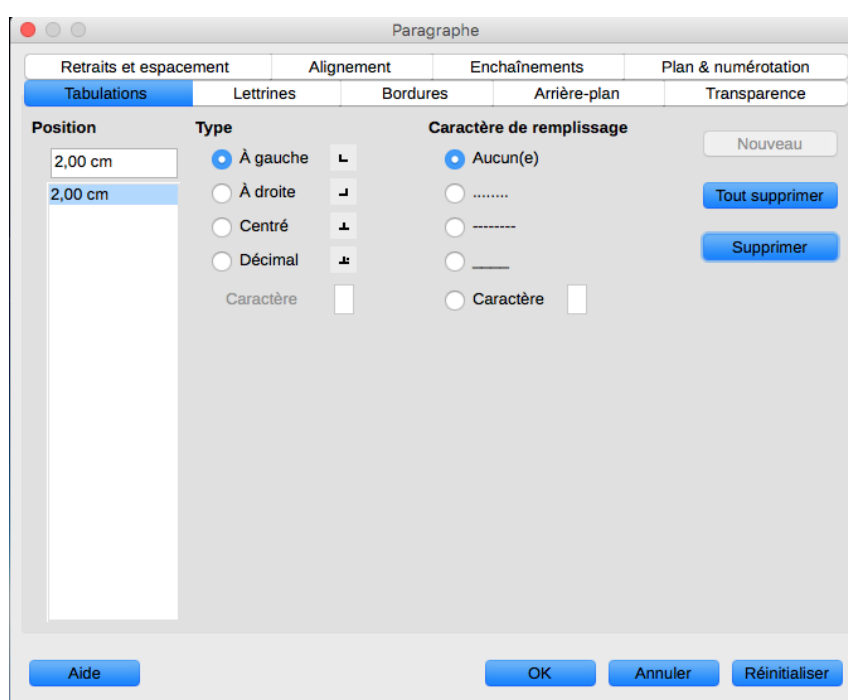 Paragraphe
Retraits et espacement Alignement Enchaînements Plan & numérotation
Tabulations Lettrines Bordures Arrière-plan Transparence
Position Type Caractère de remplissage
2,00 cm À gauche Aucun(e) Nouveau
2,00 cm À droite ........ Tout supprimer
Centré --------
Décimal ____ Supprimer
Caractère Caractère
Aide OK Annuler Réinitialiser